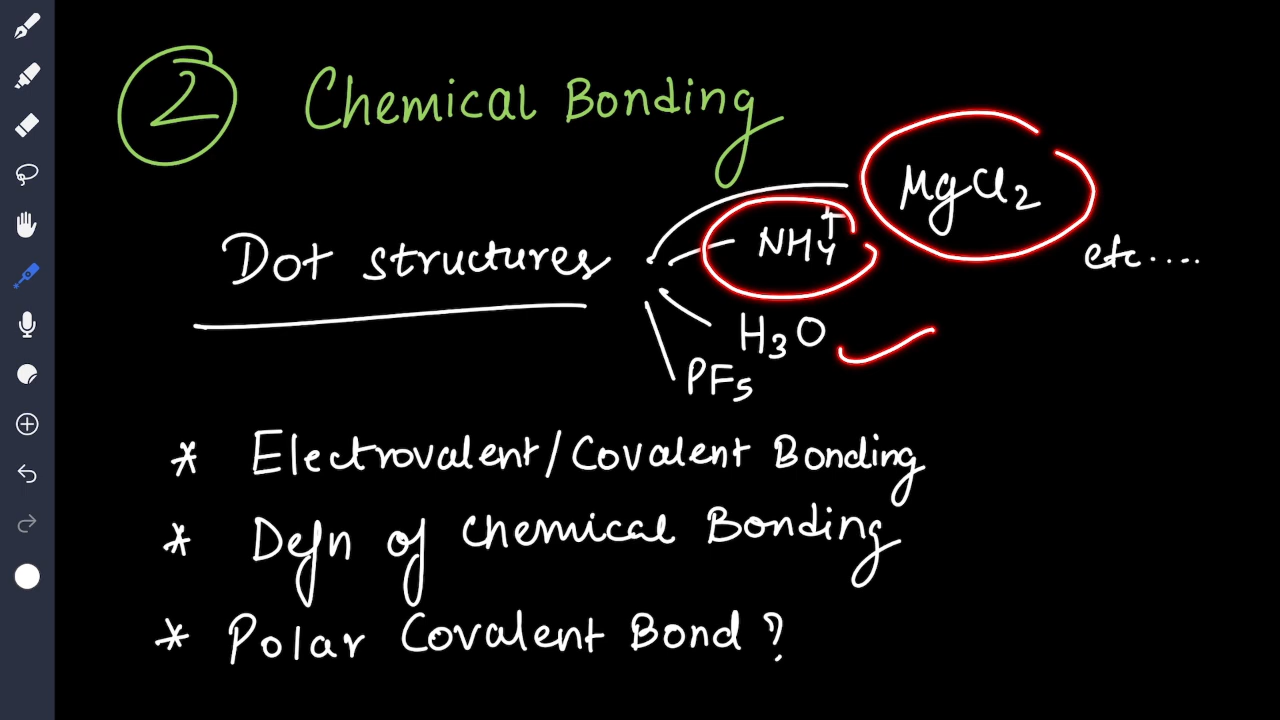 2 Chemical Bonding
MgCl2
Dot structures NH4+ etc.....
H3O
PF5
* Electrovalent/Covalent Bonding
* Defn of Chemical Bonding
* Polar Covalent Bond ?